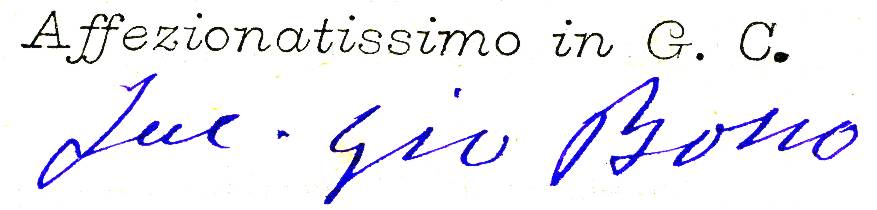 Affezionatissimo in G. C.
Sac. Gio Bosco